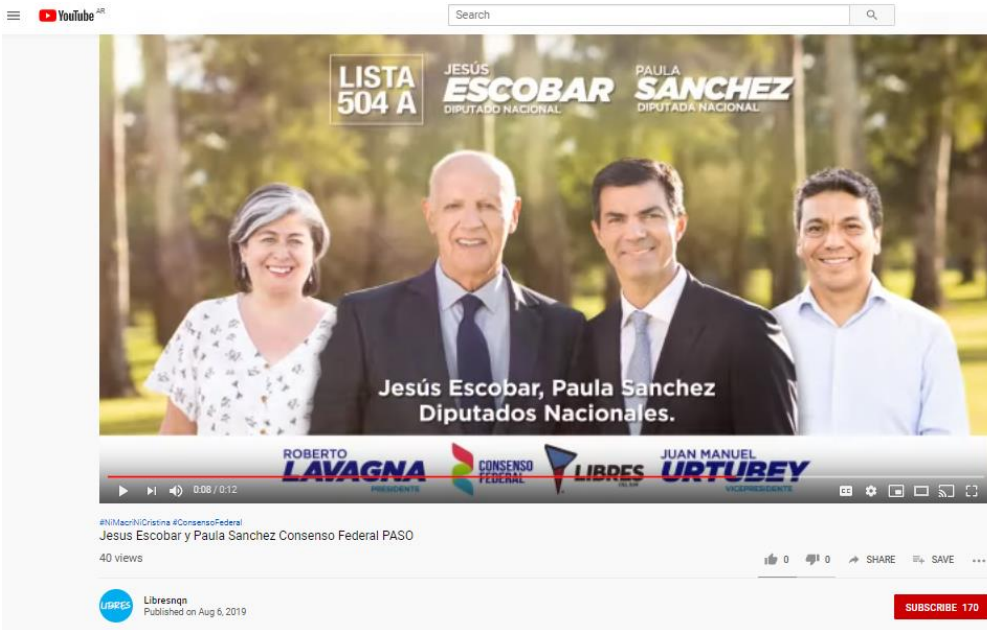 YouTube AR
Search
LISTA
504 A
JESÚS
ESCOBAR
DIPUTADO NACIONAL
PAULA
SANCHEZ
DIPUTADA NACIONAL
Jesús Escobar, Paula Sanchez
Diputados Nacionales.
ROBERTO
LAVAGNA
PRESIDENTE
CONSENSO
FEDERAL
LIBRES
DEL SUR
JUAN MANUEL
URTUBEY
VICEPRESIDENTE
0:08 / 0:12
CC
#NiMacriNiCristina #ConsensoFederal
Jesus Escobar y Paula Sanchez Consenso Federal PASO
40 views
0 0 SHARE SAVE
LIBRES
Libresnqn
Published on Aug 6, 2019
SUBSCRIBE 170